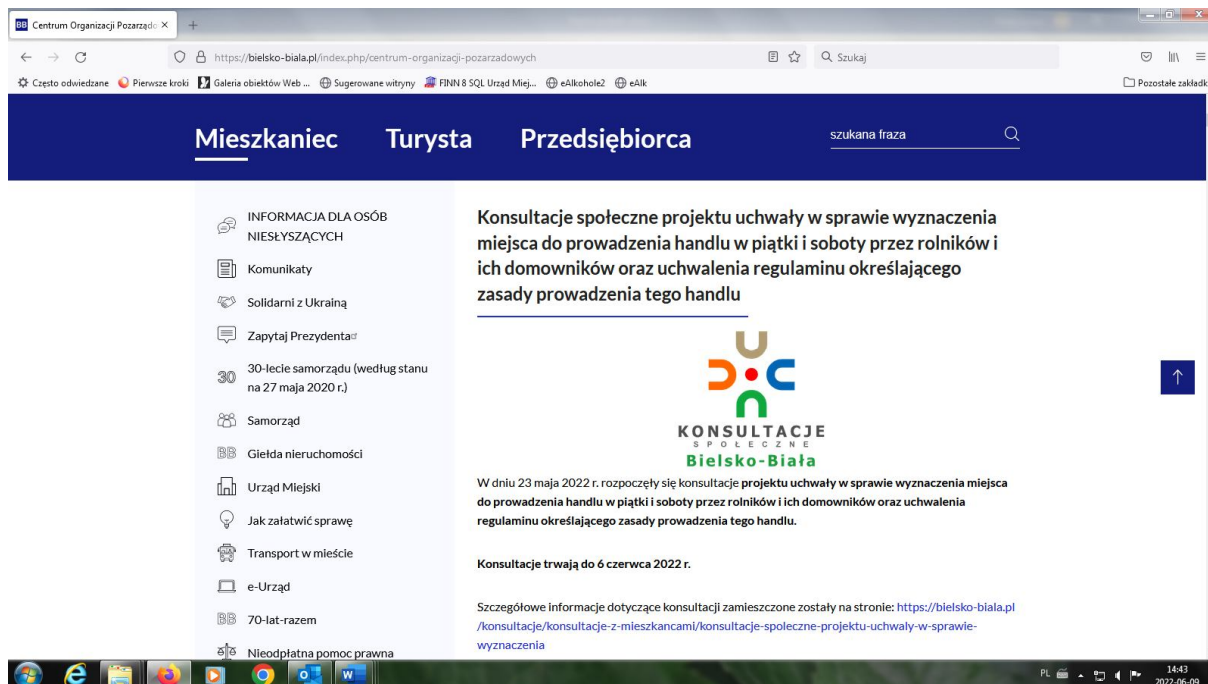 BB Centrum Organizacji Pozarządo
https://bielsko-biala.pl/index.php/centrum-organizacji-pozarzadowych
Szukaj
Często odwiedzane Pierwsze kroki Galeria obiektów Web ... Sugerowane witryny FINN 8 SQL Urząd Miej... eAlkohole2 eAlk Pozostałe zakładk
Mieszkaniec Turysta Przedsiębiorca szukana fraza
INFORMACJA DLA OSÓB
NIESŁYSZĄCYCH
Komunikaty
Solidarni z Ukrainą
Zapytaj Prezydenta
30 30-lecie samorządu (według stanu
na 27 maja 2020 r.)
Samorząd
BB Giełda nieruchomości
Urząd Miejski
Jak załatwić sprawę
Transport w mieście
e-Urząd
BB 70-lat-razem
Nieodpłatna pomoc prawna
Konsultacje społeczne projektu uchwały w sprawie wyznaczenia
miejsca do prowadzenia handlu w piątki i soboty przez rolników i
ich domowników oraz uchwalenia regulaminu określającego
zasady prowadzenia tego handlu
KONSULTACJE
SPOŁECZNE
Bielsko-Biała
W dniu 23 maja 2022 r. rozpoczęły się konsultacje projektu uchwały w sprawie wyznaczenia miejsca
do prowadzenia handlu w piątki i soboty przez rolników i ich domowników oraz uchwalenia
regulaminu określającego zasady prowadzenia tego handlu.
Konsultacje trwają do 6 czerwca 2022 r.
Szczegółowe informacje dotyczące konsultacji zamieszczone zostały na stronie: https://bielsko-biala.pl
/konsultacje/konsultacje-z-mieszkancami/konsultacje-spoleczne-projektu-uchwaly-w-sprawie-
wyznaczenia
PL 14:43
2022-06-09